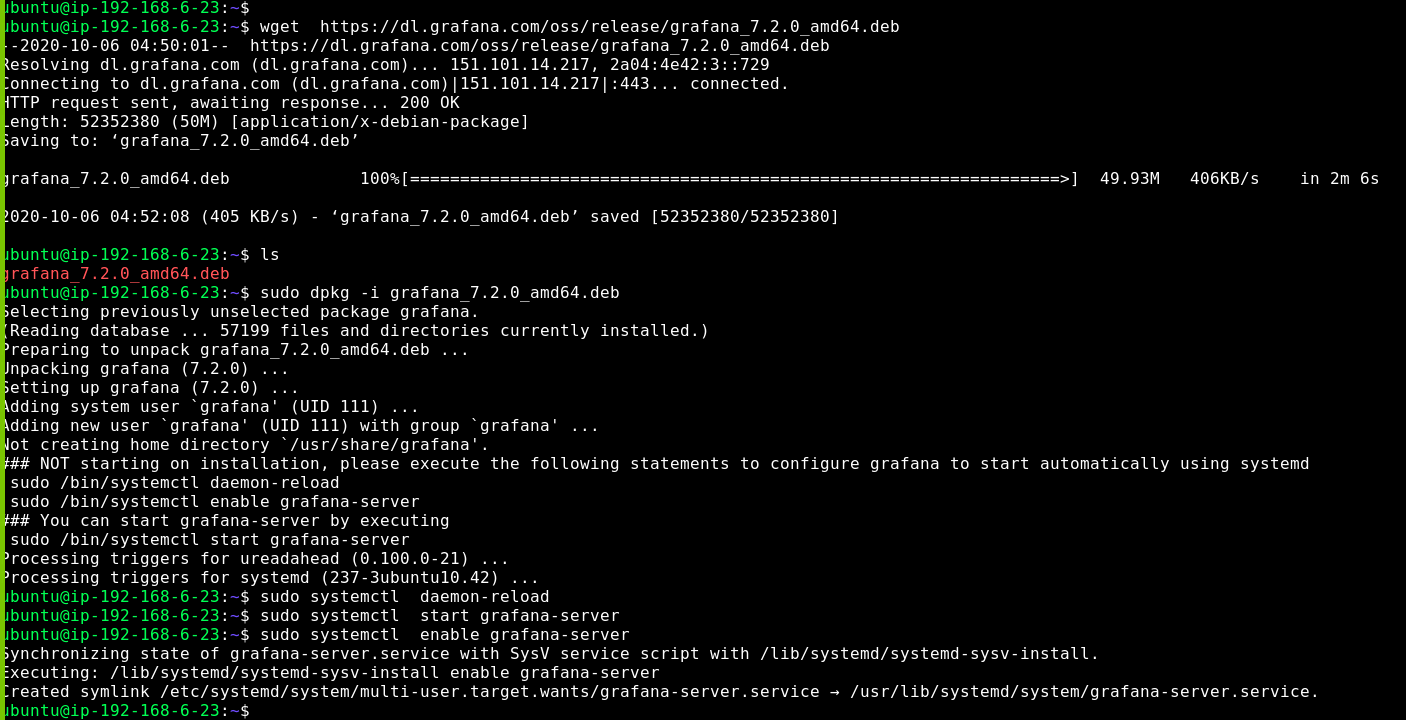 ubuntu@ip-192-168-6-23:~$
ubuntu@ip-192-168-6-23:~$ wget  https://dl.grafana.com/oss/release/grafana_7.2.0_amd64.deb
--2020-10-06 04:50:01--  https://dl.grafana.com/oss/release/grafana_7.2.0_amd64.deb
Resolving dl.grafana.com (dl.grafana.com)... 151.101.14.217, 2a04:4e42:3::729
Connecting to dl.grafana.com (dl.grafana.com)|151.101.14.217|:443... connected.
HTTP request sent, awaiting response... 200 OK
Length: 52352380 (50M) [application/x-debian-package]
Saving to: ‘grafana_7.2.0_amd64.deb’
grafana_7.2.0_amd64.deb             100%[=================================================================>]  49.93M   406KB/s    in 2m 6s
2020-10-06 04:52:08 (405 KB/s) - ‘grafana_7.2.0_amd64.deb’ saved [52352380/52352380]
ubuntu@ip-192-168-6-23:~$ ls
grafana_7.2.0_amd64.deb
ubuntu@ip-192-168-6-23:~$ sudo dpkg -i grafana_7.2.0_amd64.deb
Selecting previously unselected package grafana.
(Reading database ... 57199 files and directories currently installed.)
Preparing to unpack grafana_7.2.0_amd64.deb ...
Unpacking grafana (7.2.0) ...
Setting up grafana (7.2.0) ...
Adding system user `grafana' (UID 111) ...
Adding new user `grafana' (UID 111) with group `grafana' ...
Not creating home directory `/usr/share/grafana'.
### NOT starting on installation, please execute the following statements to configure grafana to start automatically using systemd
 sudo /bin/systemctl daemon-reload
 sudo /bin/systemctl enable grafana-server
### You can start grafana-server by executing
 sudo /bin/systemctl start grafana-server
Processing triggers for ureadahead (0.100.0-21) ...
Processing triggers for systemd (237-3ubuntu10.42) ...
ubuntu@ip-192-168-6-23:~$ sudo systemctl  daemon-reload
ubuntu@ip-192-168-6-23:~$ sudo systemctl  start grafana-server
ubuntu@ip-192-168-6-23:~$ sudo systemctl  enable grafana-server
Synchronizing state of grafana-server.service with SysV service script with /lib/systemd/systemd-sysv-install.
Executing: /lib/systemd/systemd-sysv-install enable grafana-server
Created symlink /etc/systemd/system/multi-user.target.wants/grafana-server.service → /usr/lib/systemd/system/grafana-server.service.
ubuntu@ip-192-168-6-23:~$